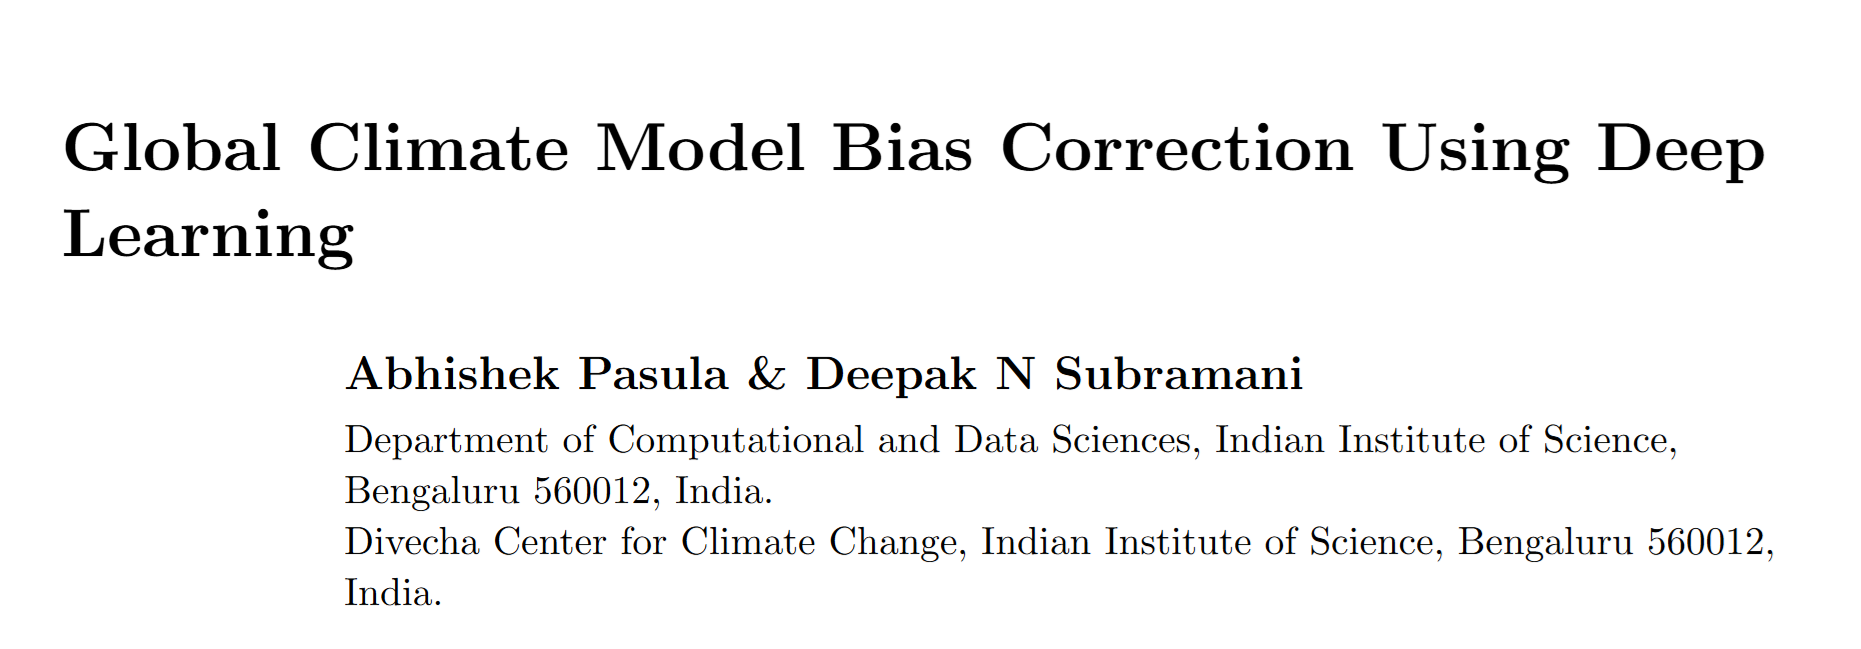 Global Climate Model Bias Correction Using Deep
Learning
Abhishek Pasula & Deepak N Subramani
Department of Computational and Data Sciences, Indian Institute of Science,
Bengaluru 560012, India.
Divecha Center for Climate Change, Indian Institute of Science, Bengaluru 560012,
India.